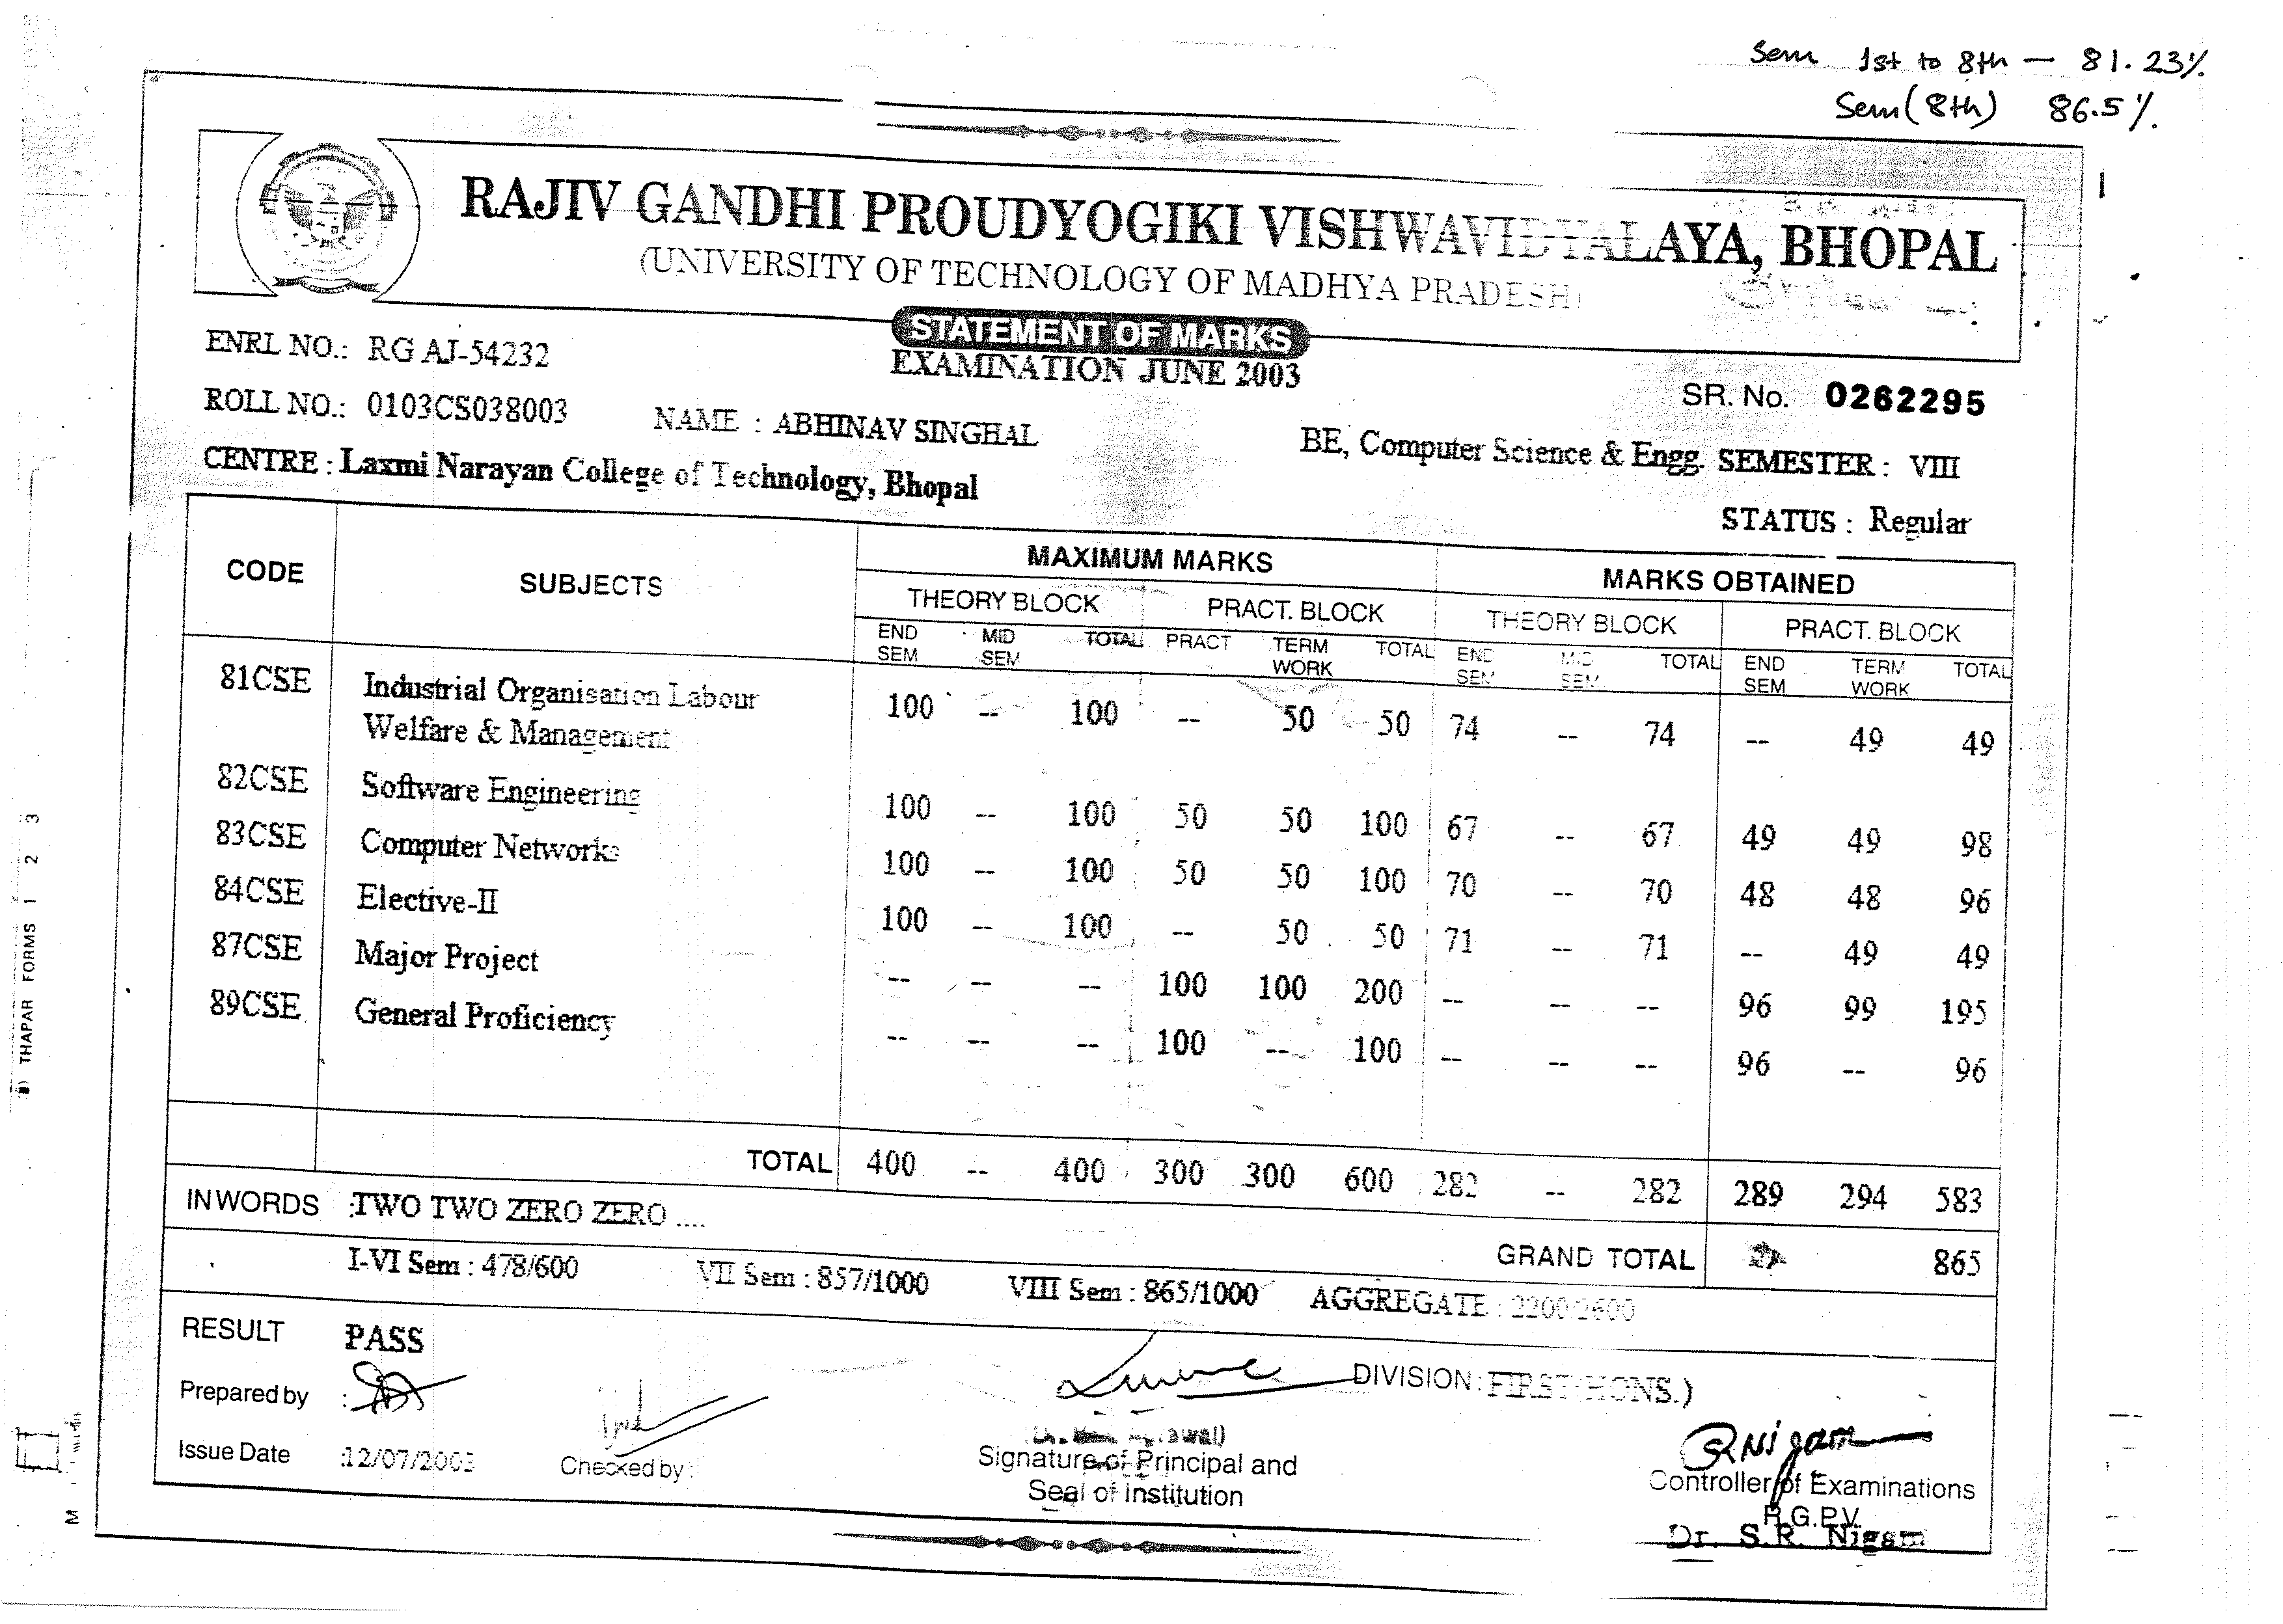 Sem 1st to 8th — 81.23%
Sem (8th) 86.5%
RAJIV GANDHI PROUDYOGIKI VISHWAVIDYALAYA, BHOPAL
(UNIVERSITY OF TECHNOLOGY OF MADHYA PRADESH)
STATEMENT OF MARKS
ENRL NO.: RG AJ-54232
EXAMINATION JUNE 2003
SR. No. 0262295
ROLL NO.: 0103CS038003 NAME : ABHINAV SINGHAL
BE, Computer Science & Engg. SEMESTER : VIII
CENTRE : Laxmi Narayan College of Technology, Bhopal
STATUS : Regular
CODE SUBJECTS MAXIMUM MARKS MARKS OBTAINED
THEORY BLOCK PRACT. BLOCK THEORY BLOCK PRACT. BLOCK
END SEM MID SEM TOTAL PRACT TERM WORK TOTAL END SEM MID SEM TOTAL END SEM TERM WORK TOTAL
81CSE Industrial Organisation Labour
Welfare & Management 100 -- 100 -- 50 50 74 -- 74 -- 49 49
82CSE Software Engineering 100 -- 100 50 50 100 67 -- 67 49 49 98
83CSE Computer Networks 100 -- 100 50 50 100 70 -- 70 48 48 96
84CSE Elective-II 100 -- 100 -- 50 50 71 -- 71 -- 49 49
87CSE Major Project -- -- -- 100 100 200 -- -- -- 96 99 195
89CSE General Proficiency -- -- -- 100 -- 100 -- -- -- 96 -- 96
TOTAL 400 -- 400 300 300 600 282 -- 282 289 294 583
IN WORDS :TWO TWO ZERO ZERO ....
GRAND TOTAL 865
I-VI Sem : 478/600 VII Sem : 857/1000 VIII Sem : 865/1000 AGGREGATE : 2200/2600
RESULT PASS
DIVISION: FIRST(HONS.)
Prepared by :
Issue Date :12/07/2003 Checked by :
Signature of Principal and
Seal of Institution
Controller of Examinations
R.G.P.V.
Dr. S.R. Nigam
THAPAR FORMS 1 2 3